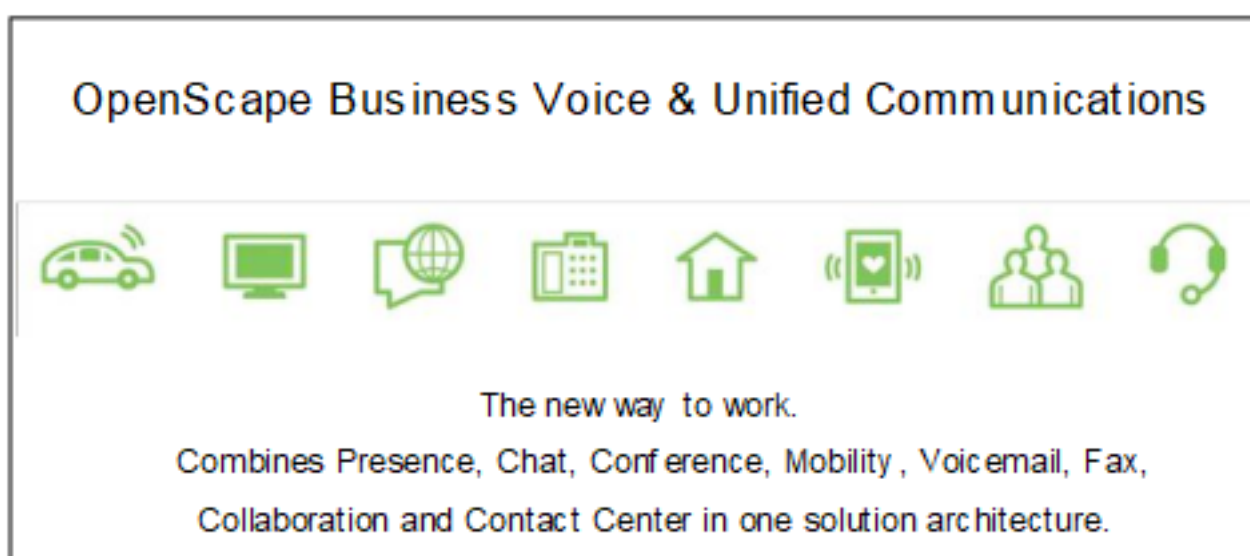 OpenScape Business Voice & Unified Communications
The new way to work.
Combines Presence, Chat, Conference, Mobility, Voicemail, Fax,
Collaboration and Contact Center in one solution architecture.